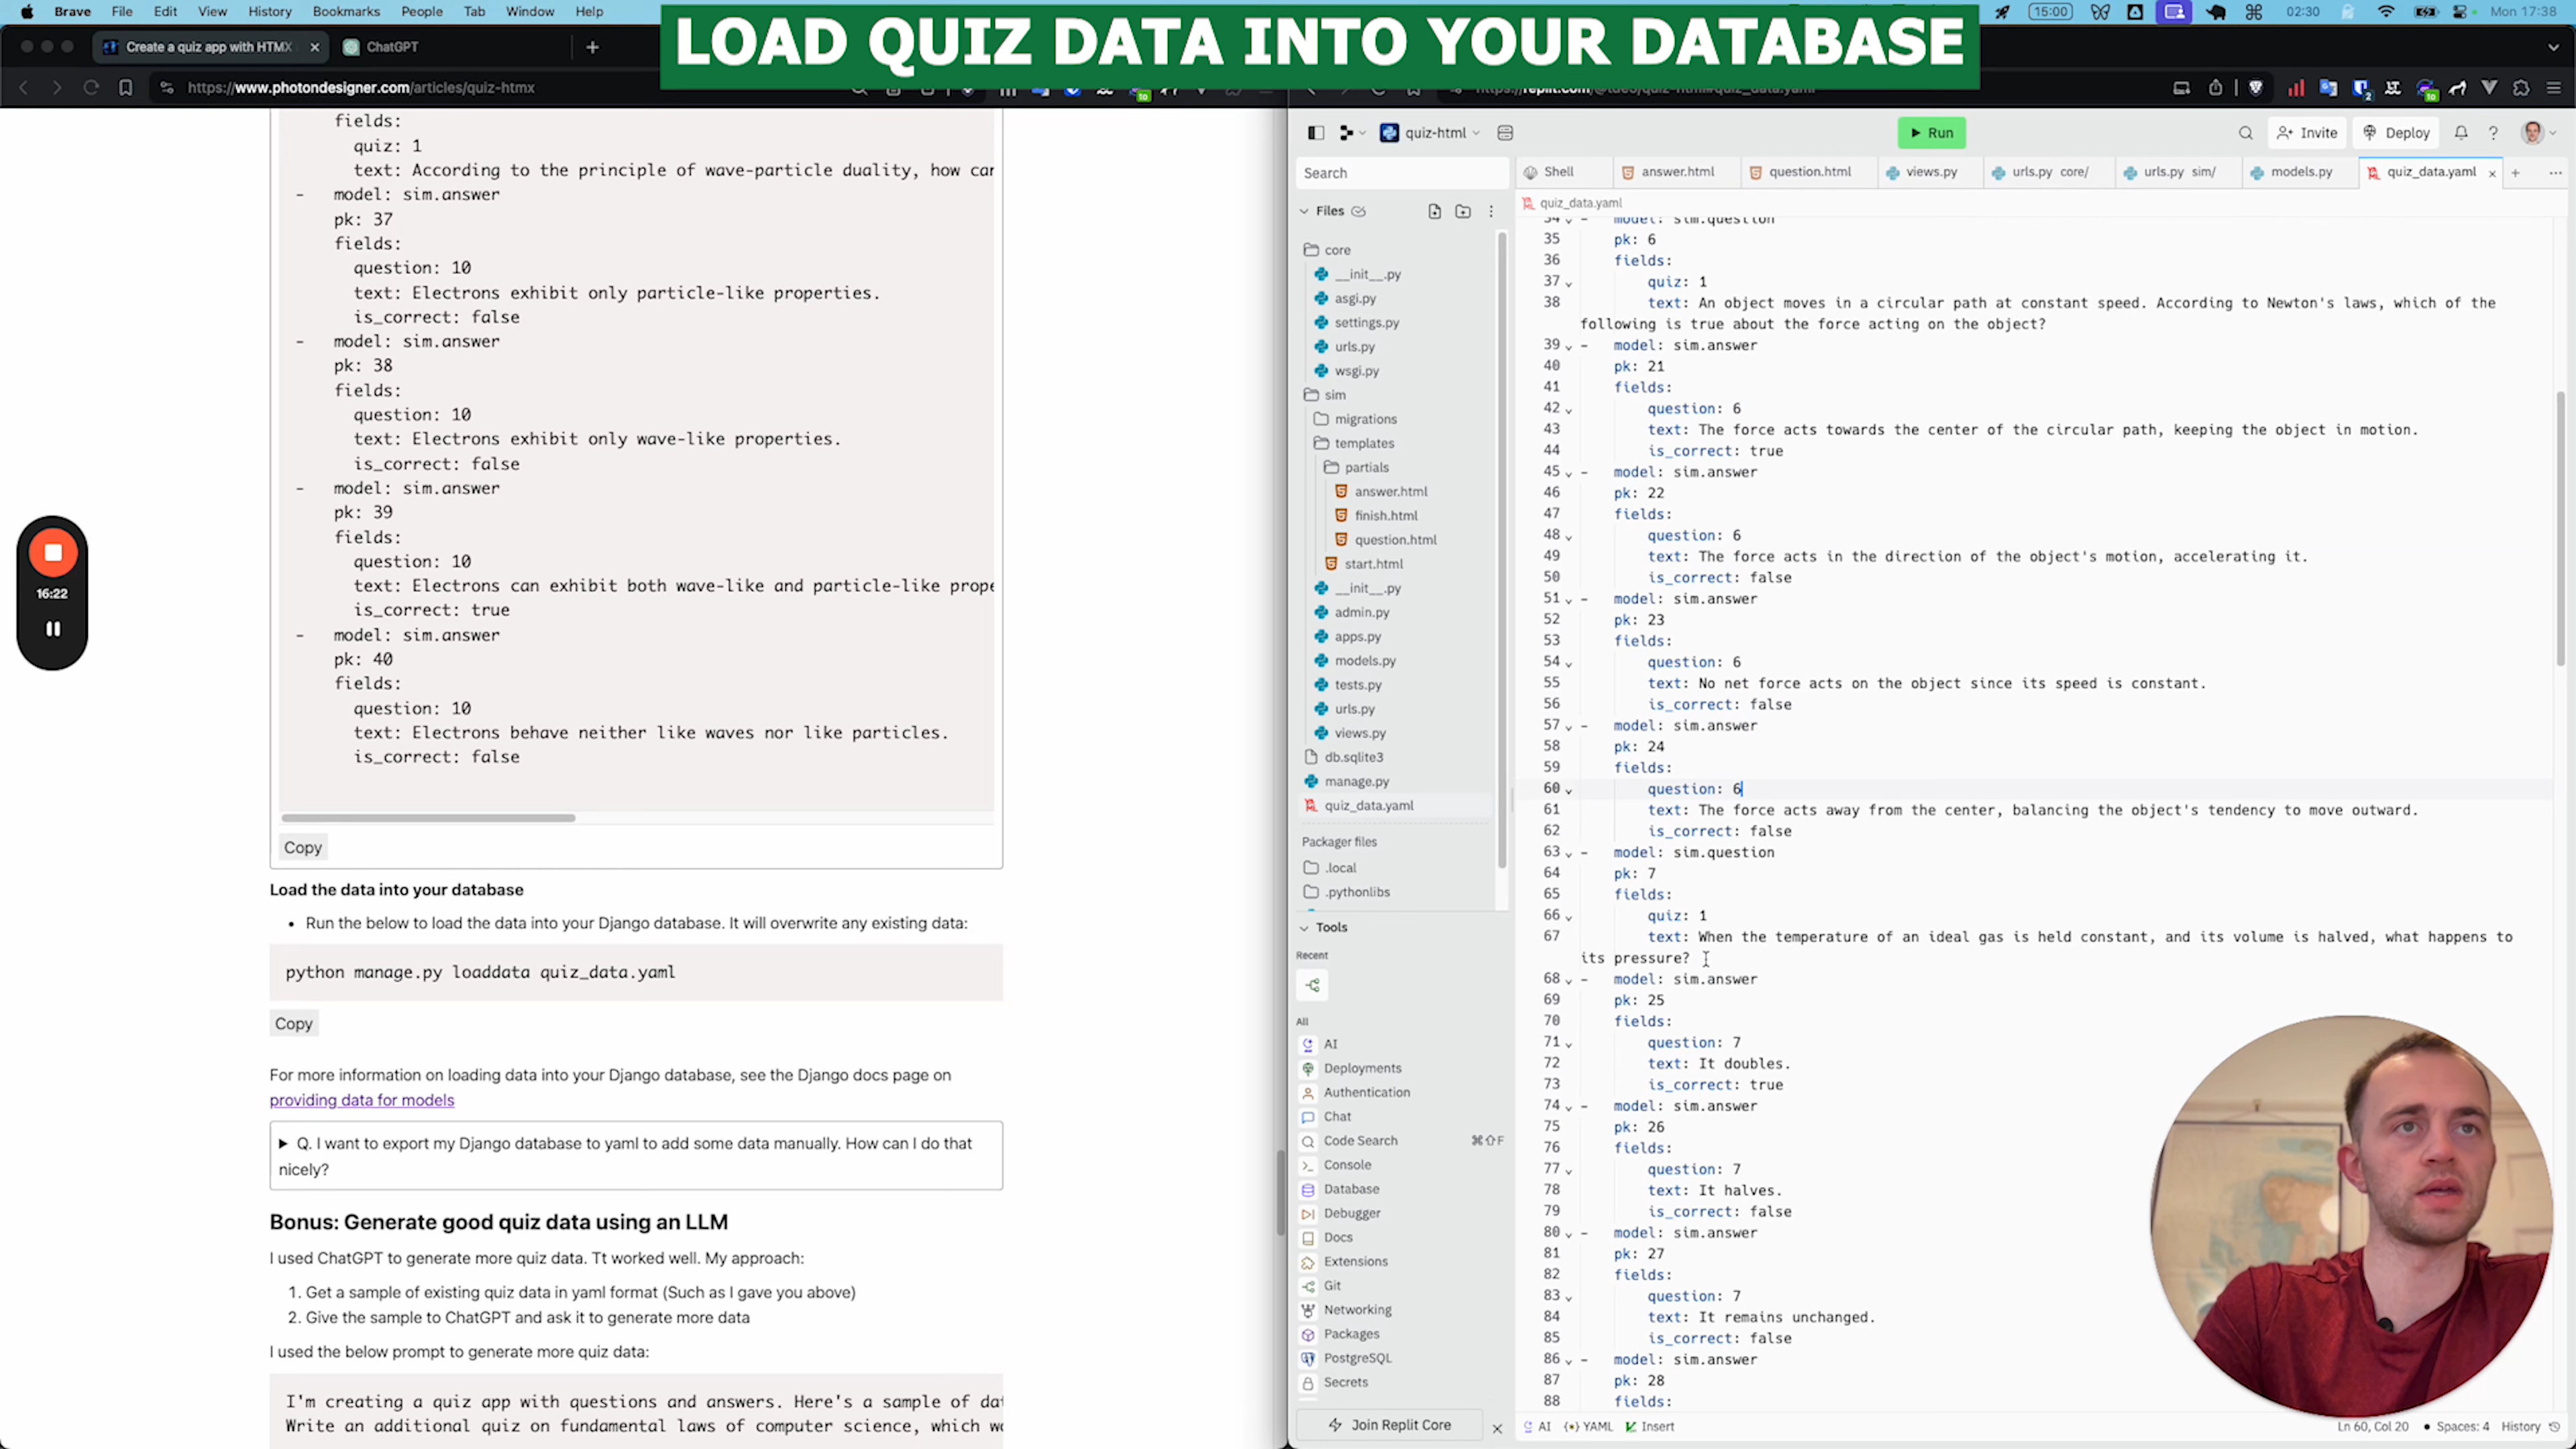 Brave File Edit View History Bookmarks People Tab Window Help
15:00 02:30 Mon 17:38
LOAD QUIZ DATA INTO YOUR DATABASE
Create a quiz app with HTMX
ChatGPT
https://www.photondesigner.com/articles/quiz-htmx
fields:
quiz: 1
text: According to the principle of wave-particle duality, how can
- model: sim.answer
pk: 37
fields:
question: 10
text: Electrons exhibit only particle-like properties.
is_correct: false
- model: sim.answer
pk: 38
fields:
question: 10
text: Electrons exhibit only wave-like properties.
is_correct: false
- model: sim.answer
pk: 39
fields:
question: 10
text: Electrons can exhibit both wave-like and particle-like prope
is_correct: true
- model: sim.answer
pk: 40
fields:
question: 10
text: Electrons behave neither like waves nor like particles.
is_correct: false
Copy
Load the data into your database
• Run the below to load the data into your Django database. It will overwrite any existing data:
python manage.py loaddata quiz_data.yaml
Copy
For more information on loading data into your Django database, see the Django docs page on
providing data for models
▶ Q. I want to export my Django database to yaml to add some data manually. How can I do that
nicely?
Bonus: Generate good quiz data using an LLM
I used ChatGPT to generate more quiz data. Tt worked well. My approach:
1. Get a sample of existing quiz data in yaml format (Such as I gave you above)
2. Give the sample to ChatGPT and ask it to generate more data
I used the below prompt to generate more quiz data:
I'm creating a quiz app with questions and answers. Here's a sample of dat
Write an additional quiz on fundamental laws of computer science, which wo
16:22
quiz-html
Run
Invite
Deploy
Search
Files
core
__init__.py
asgi.py
settings.py
urls.py
wsgi.py
sim
migrations
templates
partials
answer.html
finish.html
question.html
start.html
__init__.py
admin.py
apps.py
models.py
tests.py
urls.py
views.py
db.sqlite3
manage.py
quiz_data.yaml
Packager files
.local
.pythonlibs
Tools
Recent
All
AI
Deployments
Authentication
Chat
Code Search ⌘⇧F
Console
Database
Debugger
Docs
Extensions
Git
Networking
Packages
PostgreSQL
Secrets
Join Replit Core
Shell answer.html question.html views.py urls.py core/ urls.py sim/ models.py quiz_data.yaml
quiz_data.yaml
34 - model: sim.question
35 pk: 6
36 fields:
37 quiz: 1
38 text: An object moves in a circular path at constant speed. According to Newton's laws, which of the
following is true about the force acting on the object?
39 - model: sim.answer
40 pk: 21
41 fields:
42 question: 6
43 text: The force acts towards the center of the circular path, keeping the object in motion.
44 is_correct: true
45 - model: sim.answer
46 pk: 22
47 fields:
48 question: 6
49 text: The force acts in the direction of the object's motion, accelerating it.
50 is_correct: false
51 - model: sim.answer
52 pk: 23
53 fields:
54 question: 6
55 text: No net force acts on the object since its speed is constant.
56 is_correct: false
57 - model: sim.answer
58 pk: 24
59 fields:
60 question: 6
61 text: The force acts away from the center, balancing the object's tendency to move outward.
62 is_correct: false
63 - model: sim.question
64 pk: 7
65 fields:
66 quiz: 1
67 text: When the temperature of an ideal gas is held constant, and its volume is halved, what happens to
its pressure?
68 - model: sim.answer
69 pk: 25
70 fields:
71 question: 7
72 text: It doubles.
73 is_correct: true
74 - model: sim.answer
75 pk: 26
76 fields:
77 question: 7
78 text: It halves.
79 is_correct: false
80 - model: sim.answer
81 pk: 27
82 fields:
83 question: 7
84 text: It remains unchanged.
85 is_correct: false
86 - model: sim.answer
87 pk: 28
88 fields:
AI YAML Insert
Ln 60, Col 20 • Spaces: 4 History